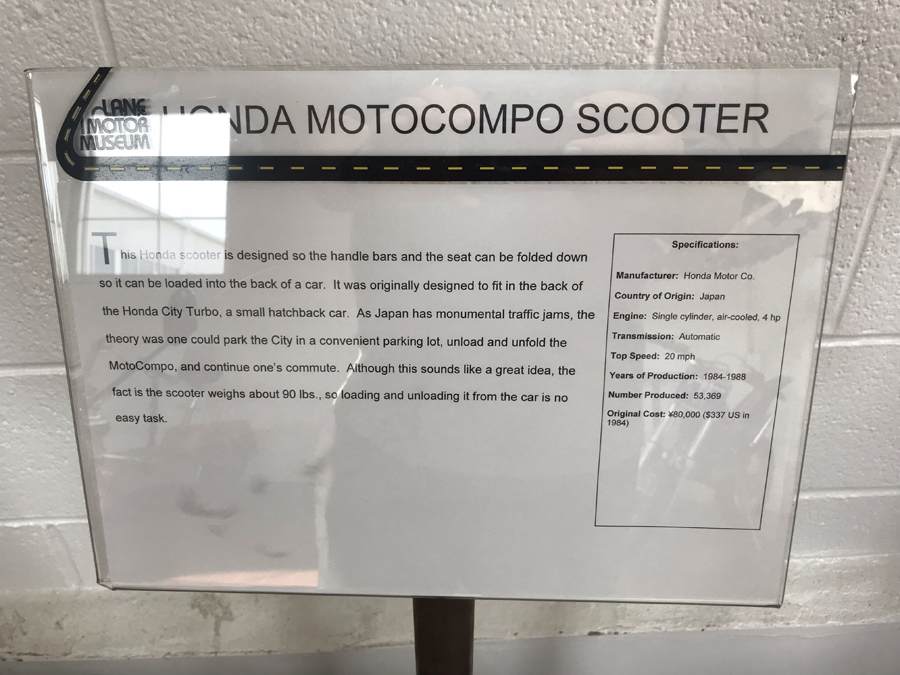 LANE
MOTOR
MUSEUM
HONDA MOTOCOMPO SCOOTER
This Honda scooter is designed so the handle bars and the seat can be folded down
so it can be loaded into the back of a car. It was originally designed to fit in the back of
the Honda City Turbo, a small hatchback car. As Japan has monumental traffic jams, the
theory was one could park the City in a convenient parking lot, unload and unfold the
MotoCompo, and continue one's commute. Although this sounds like a great idea, the
fact is the scooter weighs about 90 lbs., so loading and unloading it from the car is no
easy task.
Specifications:
Manufacturer: Honda Motor Co.
Country of Origin: Japan
Engine: Single cylinder, air-cooled, 4 hp
Transmission: Automatic
Top Speed: 20 mph
Years of Production: 1984-1988
Number Produced: 53,369
Original Cost: ¥80,000 ($337 US in
1984)